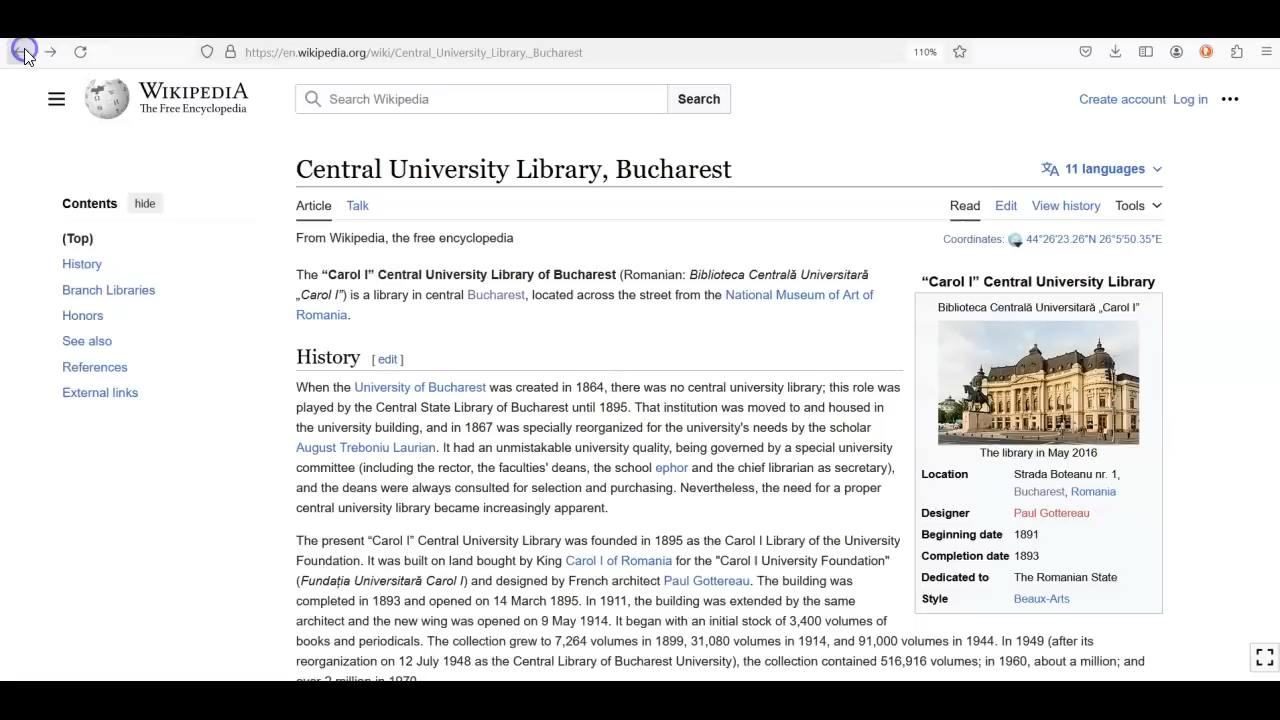 https://en.wikipedia.org/wiki/Central_University_Library,_Bucharest
110%
WIKIPEDIA
The Free Encyclopedia
Search Wikipedia
Search
Create account Log in
Central University Library, Bucharest
11 languages
Contents hide
Article Talk
Read Edit View history Tools
(Top)
History
Branch Libraries
Honors
See also
References
External links
From Wikipedia, the free encyclopedia
Coordinates: 44°26′23.26″N 26°5′50.35″E
The “Carol I” Central University Library of Bucharest (Romanian: Biblioteca Centrală Universitară
„Carol I”) is a library in central Bucharest, located across the street from the National Museum of Art of
Romania.
History [ edit ]
When the University of Bucharest was created in 1864, there was no central university library; this role was
played by the Central State Library of Bucharest until 1895. That institution was moved to and housed in
the university building, and in 1867 was specially reorganized for the university's needs by the scholar
August Treboniu Laurian. It had an unmistakable university quality, being governed by a special university
committee (including the rector, the faculties' deans, the school ephor and the chief librarian as secretary),
and the deans were always consulted for selection and purchasing. Nevertheless, the need for a proper
central university library became increasingly apparent.
The present “Carol I” Central University Library was founded in 1895 as the Carol I Library of the University
Foundation. It was built on land bought by King Carol I of Romania for the "Carol I University Foundation"
(Fundația Universitară Carol I) and designed by French architect Paul Gottereau. The building was
completed in 1893 and opened on 14 March 1895. In 1911, the building was extended by the same
architect and the new wing was opened on 9 May 1914. It began with an initial stock of 3,400 volumes of
books and periodicals. The collection grew to 7,264 volumes in 1899, 31,080 volumes in 1914, and 91,000 volumes in 1944. In 1949 (after its
reorganization on 12 July 1948 as the Central Library of Bucharest University), the collection contained 516,916 volumes; in 1960, about a million; and
over 2 million in 1970.
“Carol I” Central University Library
Biblioteca Centrală Universitară „Carol I”
The library in May 2016
Location Strada Boteanu nr. 1,
Bucharest, Romania
Designer Paul Gottereau
Beginning date 1891
Completion date 1893
Dedicated to The Romanian State
Style Beaux-Arts